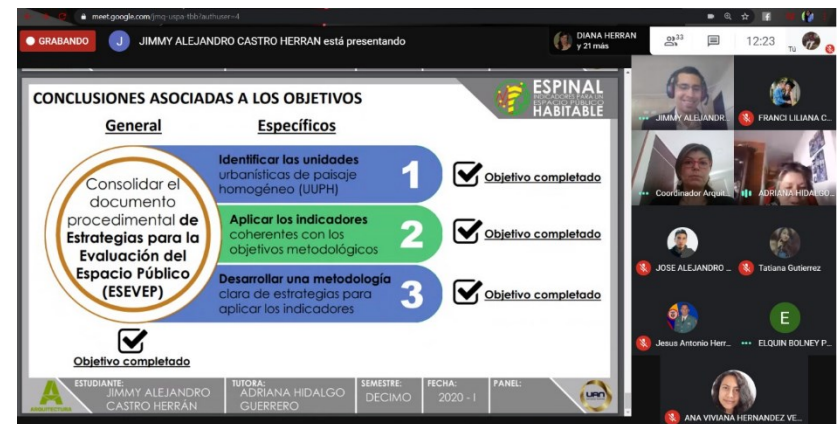 meet.google.com/jmq-uspa-tbb?authuser=4
GRABANDO
J
JIMMY ALEJANDRO CASTRO HERRAN está presentando
DIANA HERRAN
y 21 más
33
12:23
Tú
CONCLUSIONES ASOCIADAS A LOS OBJETIVOS
ESPINAL
INDICADORES PARA UN
ESPACIO PÚBLICO
HABITABLE
General
Específicos
Consolidar el
documento
procedimental de
Estrategias para la
Evaluación del
Espacio Público
(ESEVEP)
Objetivo completado
Identificar las unidades
urbanísticas de paisaje
homogéneo (UUPH)
1
Objetivo completado
Aplicar los indicadores
coherentes con los
objetivos metodológicos
2
Objetivo completado
Desarrollar una metodología
clara de estrategias para
aplicar los indicadores
3
Objetivo completado
ARQUITECTURA
ESTUDIANTE:
JIMMY ALEJANDRO
CASTRO HERRÁN
TUTORA:
ADRIANA HIDALGO
GUERRERO
SEMESTRE:
DECIMO
FECHA:
2020 - I
PANEL:
UAN
JIMMY ALEJANDR...
FRANCI LILIANA C...
Coordinador Arquit...
ADRIANA HIDALGO...
JOSE ALEJANDRO ...
Tatiana Gutierrez
Jesus Antonio Herr...
E
ELQUIN BOLNEY P...
ANA VIVIANA HERNANDEZ VE...